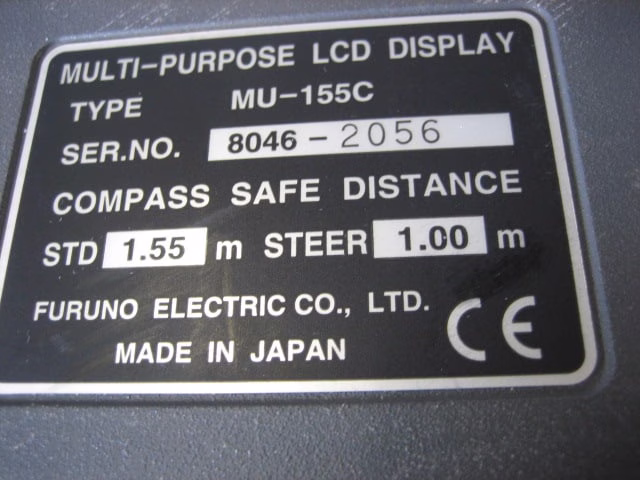 MULTI-PURPOSE LCD DISPLAY
TYPE MU-155C
SER.NO. 8046-2056
COMPASS SAFE DISTANCE
STD 1.55 m STEER 1.00 m
FURUNO ELECTRIC CO., LTD.
MADE IN JAPAN CE